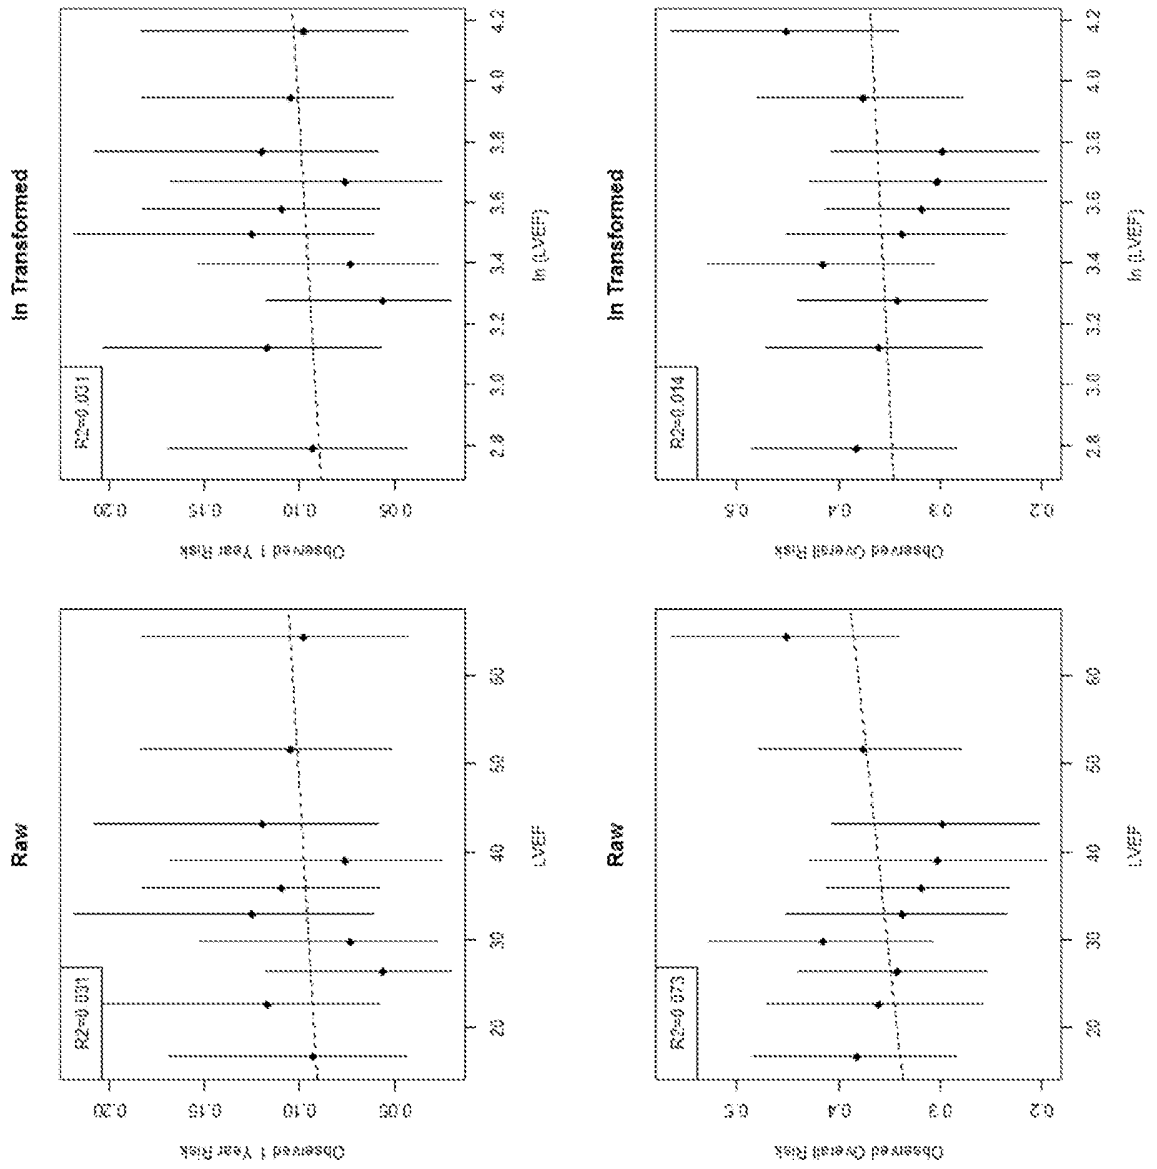 Raw
R2=0.031
Observed 1 Year Risk
0.20
0.15
0.10
0.05
20 30 40 50 60
LVEF
ln Transformed
R2=0.031
Observed 1 Year Risk
0.20
0.15
0.10
0.05
2.8 3.0 3.2 3.4 3.6 3.8 4.0 4.2
ln (LVEF)
Raw
R2=0.073
Observed Overall Risk
0.5
0.4
0.3
0.2
20 30 40 50 60
LVEF
ln Transformed
R2=0.014
Observed Overall Risk
0.5
0.4
0.3
0.2
2.8 3.0 3.2 3.4 3.6 3.8 4.0 4.2
ln (LVEF)